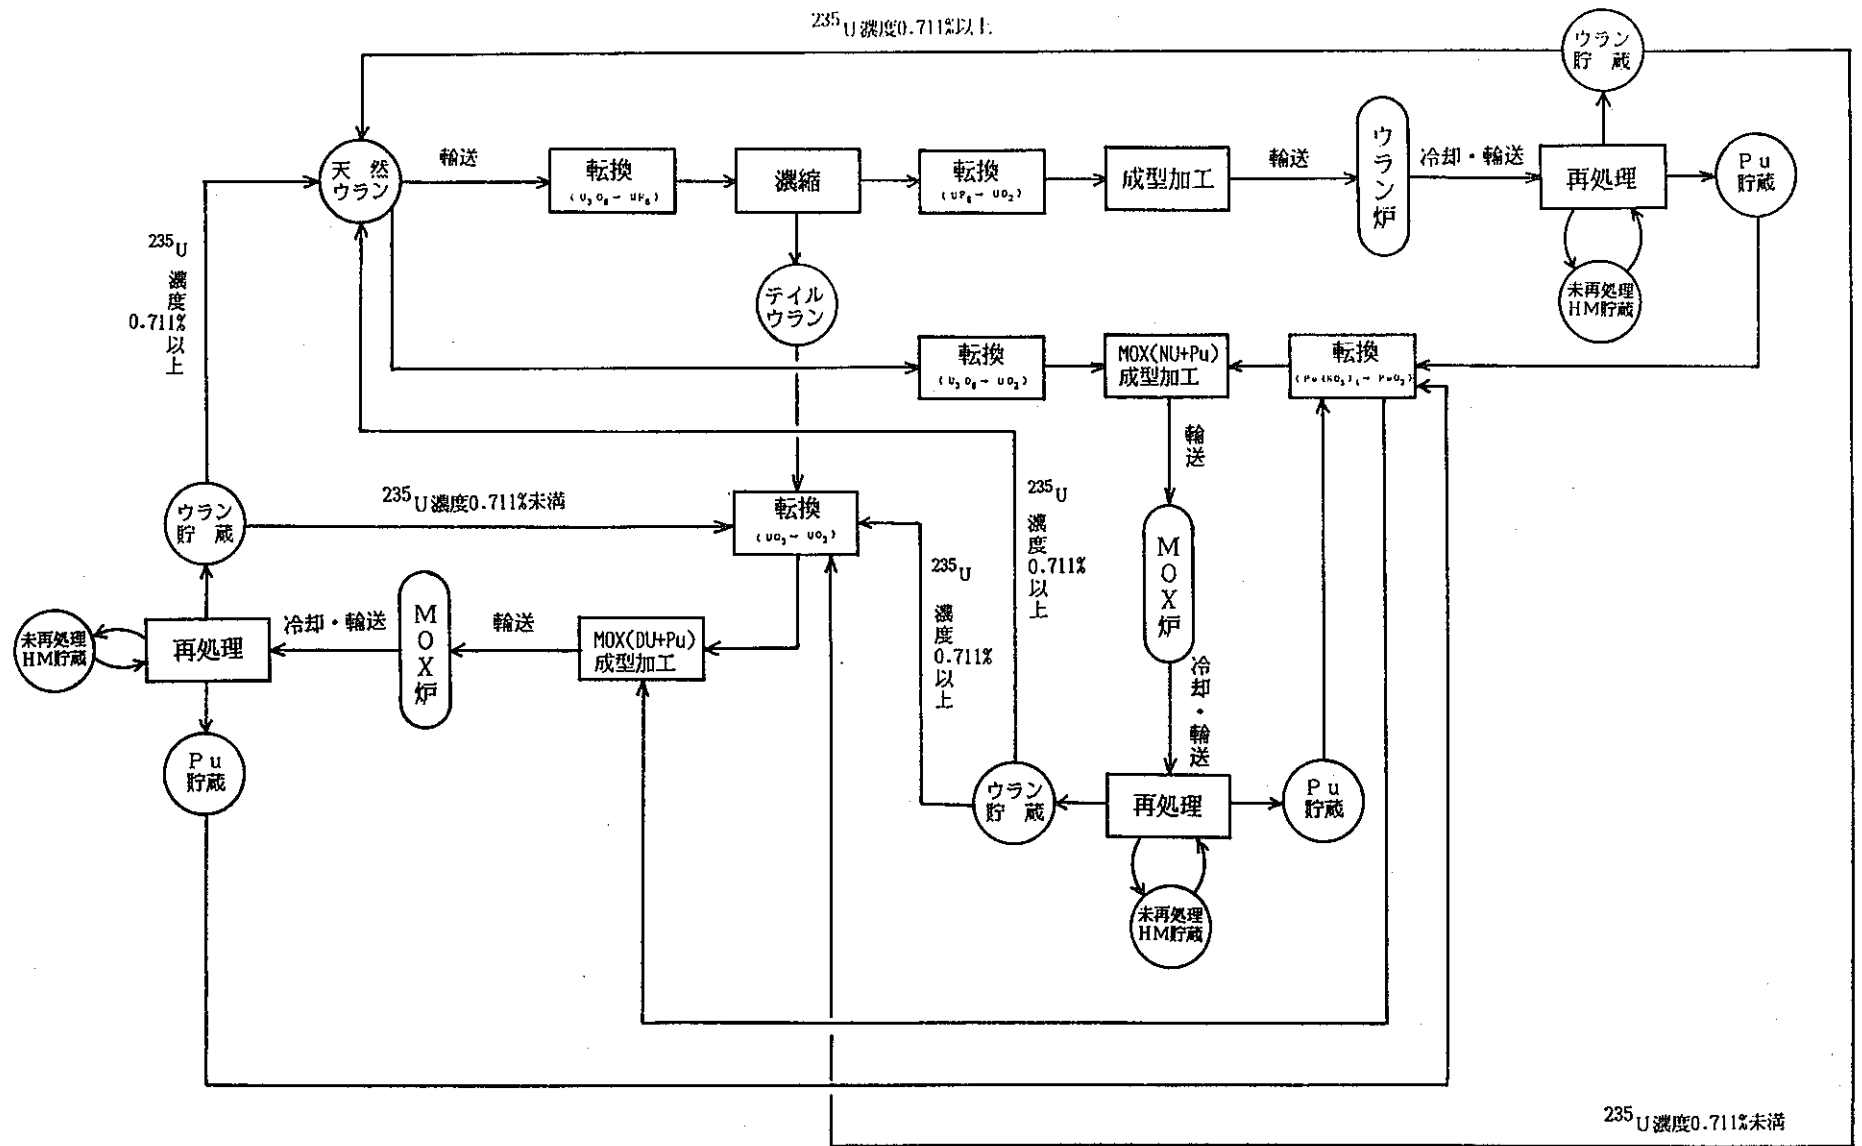 235U濃度0.711%以上
ウラン
貯 蔵
天 然
ウラン
輸送
転換
(U3O8→UF6)
濃縮
転換
(UF6→UO2)
成型加工
輸送
ウラン炉
冷却・輸送
再処理
Pu
貯蔵
未再処理
HM貯蔵
テイル
ウラン
235U
濃度
0.711%
以上
転換
(U3O8→UO2)
MOX(NU+Pu)
成型加工
転換
輸送
ウラン
貯 蔵
235U濃度0.711%未満
転換
(UO3→UO2)
235U
濃度
0.711%
以上
235U
濃度
0.711%
以上
MOX炉
未再処理
HM貯蔵
再処理
冷却・輸送
MOX炉
輸送
MOX(DU+Pu)
成型加工
冷却・輸送
Pu
貯蔵
ウラン
貯 蔵
再処理
Pu
貯蔵
未再処理
HM貯蔵
235U濃度0.711%未満